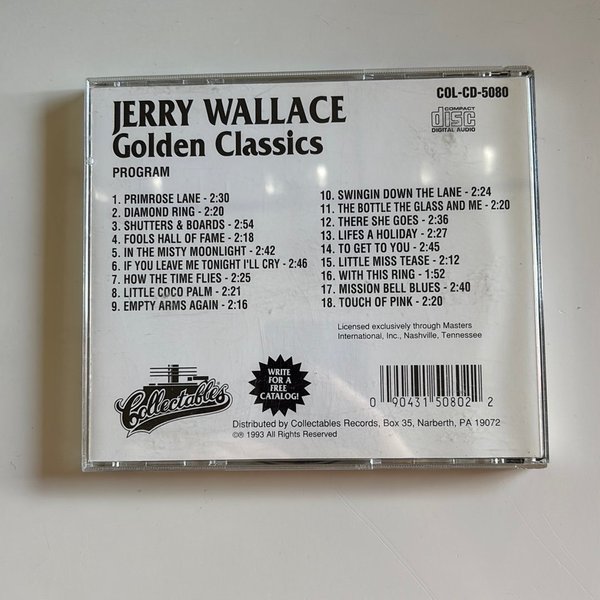 JERRY WALLACE
Golden Classics
PROGRAM
COL-CD-5080
COMPACT
disc
DIGITAL AUDIO
1. PRIMROSE LANE - 2:30
2. DIAMOND RING - 2:20
3. SHUTTERS & BOARDS - 2:54
4. FOOLS HALL OF FAME - 2:18
5. IN THE MISTY MOONLIGHT - 2:42
6. IF YOU LEAVE ME TONIGHT I'LL CRY - 2:46
7. HOW THE TIME FLIES - 2:25
8. LITTLE COCO PALM - 2:21
9. EMPTY ARMS AGAIN - 2:16
10. SWINGIN DOWN THE LANE - 2:24
11. THE BOTTLE THE GLASS AND ME - 2:20
12. THERE SHE GOES - 2:36
13. LIFES A HOLIDAY - 2:27
14. TO GET TO YOU - 2:45
15. LITTLE MISS TEASE - 2:12
16. WITH THIS RING - 1:52
17. MISSION BELL BLUES - 2:40
18. TOUCH OF PINK - 2:20
Licensed exclusively through Masters
International, Inc., Nashville, Tennessee
Collectables
WRITE
FOR A
FREE
CATALOG!
0 90431 50802 2
Distributed by Collectables Records, Box 35, Narberth, PA 19072
©℗ 1993 All Rights Reserved